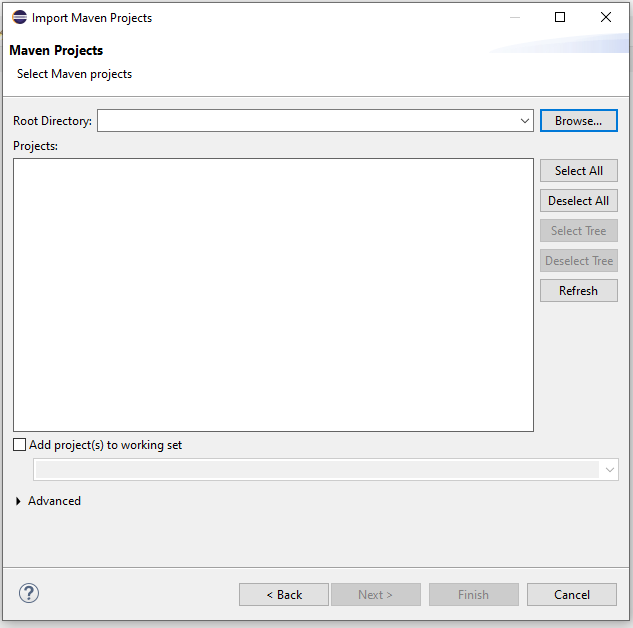 Import Maven Projects
Maven Projects
Select Maven projects
Root Directory:
Browse...
Projects:
Select All
Deselect All
Select Tree
Deselect Tree
Refresh
Add project(s) to working set
Advanced
?
< Back
Next >
Finish
Cancel